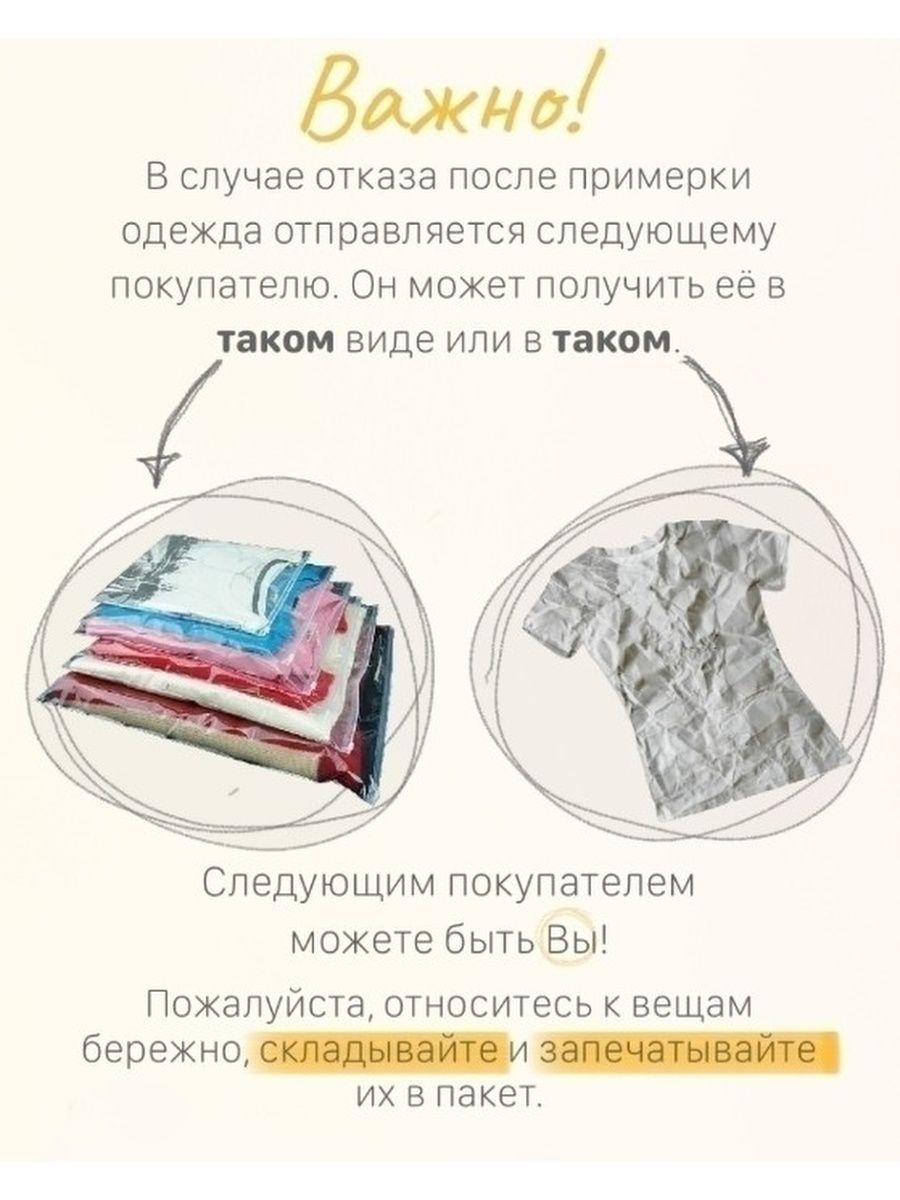 Важно!
В случае отказа после примерки
одежда отправляется следующему
покупателю. Он может получить её в
таком виде или в таком.
Следующим покупателем
можете быть Вы!
Пожалуйста, относитесь к вещам
бережно, складывайте и запечатывайте
их в пакет.